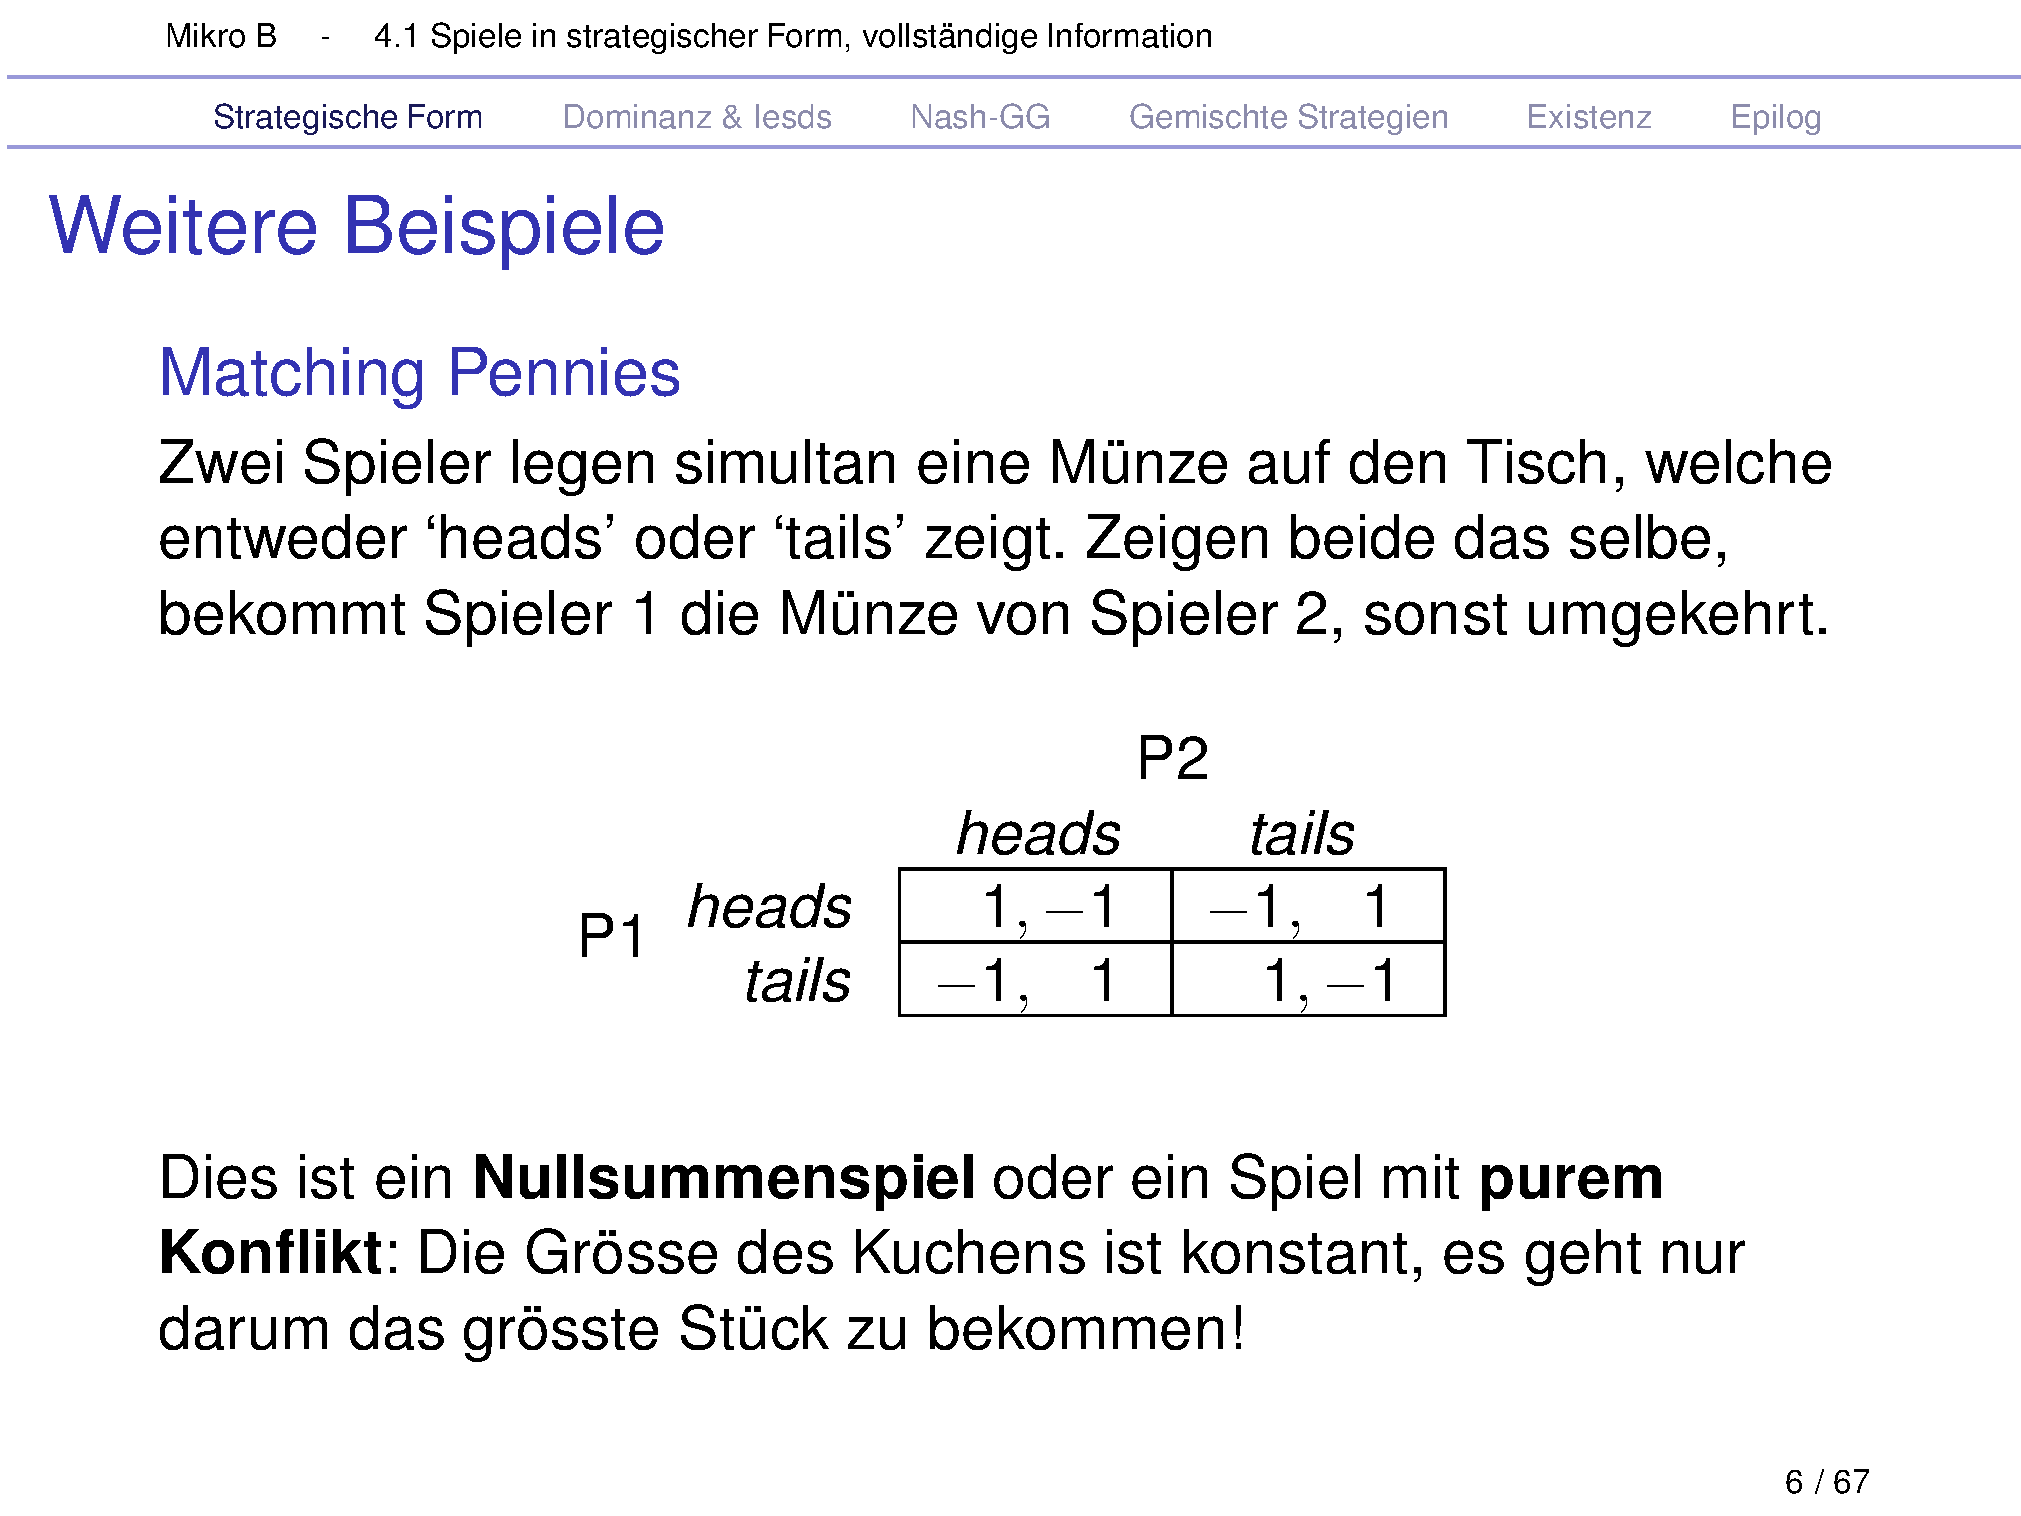 Mikro B - 4.1 Spiele in strategischer Form, vollständige Information
Strategische Form Dominanz & Iesds Nash-GG Gemischte Strategien Existenz Epilog
Weitere Beispiele
Matching Pennies
Zwei Spieler legen simultan eine Münze auf den Tisch, welche
entweder ‘heads’ oder ‘tails’ zeigt. Zeigen beide das selbe,
bekommt Spieler 1 die Münze von Spieler 2, sonst umgekehrt.
P2
heads tails
P1 heads 1, −1 −1, 1
tails −1, 1 1, −1
Dies ist ein Nullsummenspiel oder ein Spiel mit purem
Konflikt: Die Grösse des Kuchens ist konstant, es geht nur
darum das grösste Stück zu bekommen!
6 / 67